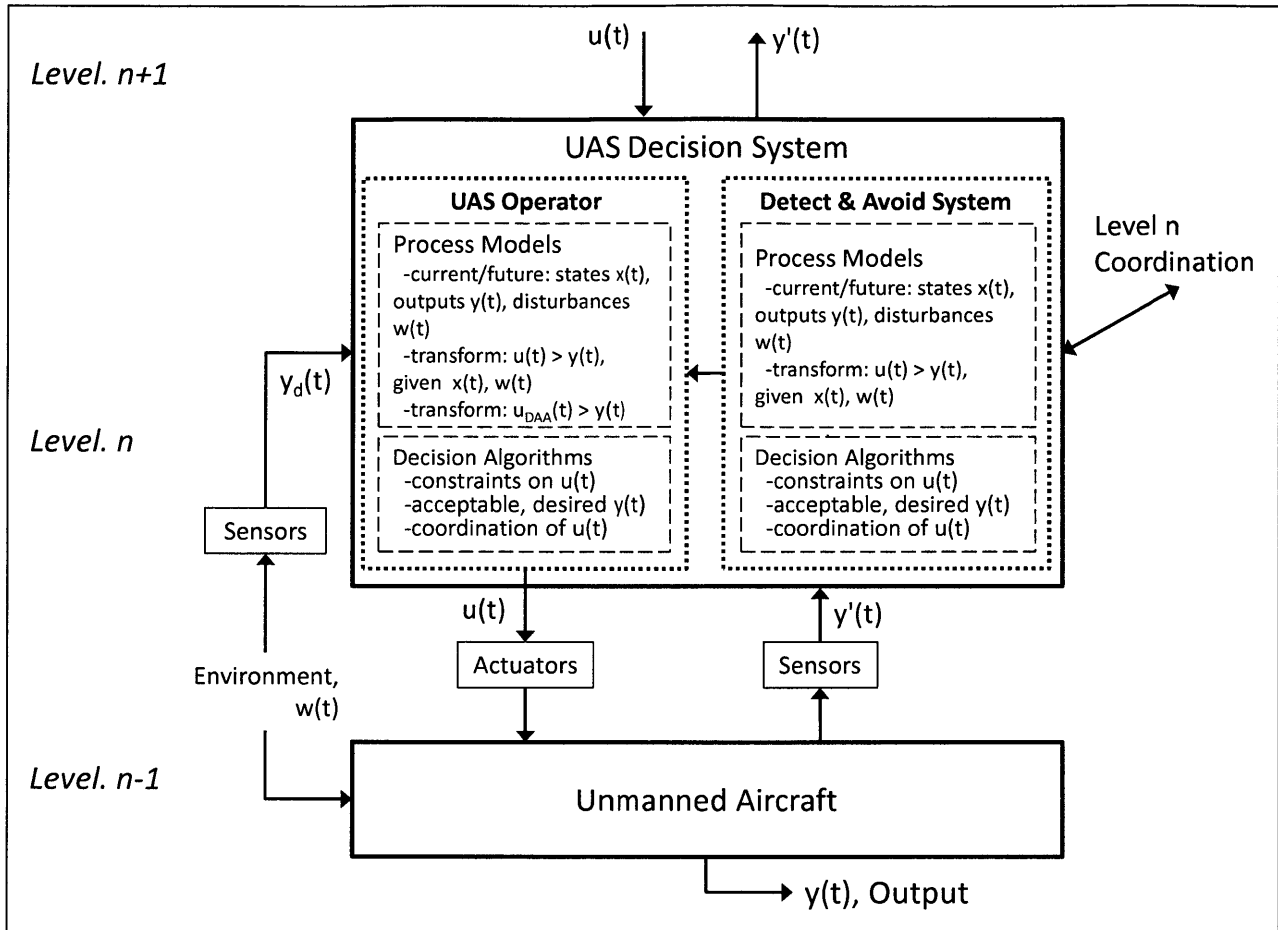 u(t)
y'(t)
Level. n+1
UAS Decision System
UAS Operator
Process Models
-current/future: states x(t),
outputs y(t), disturbances
w(t)
-transform: u(t) > y(t),
given x(t), w(t)
-transform: u_DAA(t) > y(t)
Decision Algorithms
-constraints on u(t)
-acceptable, desired y(t)
-coordination of u(t)
Detect & Avoid System
Process Models
-current/future: states x(t),
outputs y(t), disturbances
w(t)
-transform: u(t) > y(t),
given x(t), w(t)
Decision Algorithms
-constraints on u(t)
-acceptable, desired y(t)
-coordination of u(t)
Level n
Coordination
y_d(t)
Level. n
Sensors
u(t)
y'(t)
Actuators
Sensors
Environment,
w(t)
Level. n-1
Unmanned Aircraft
y(t), Output